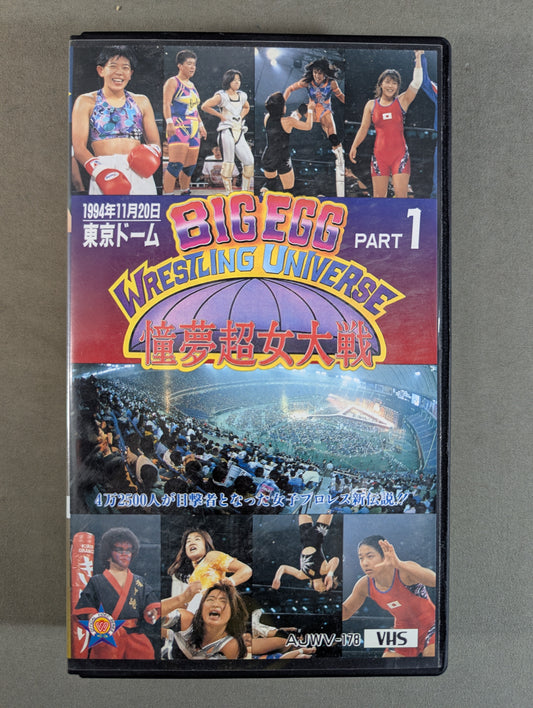 1994年11月20日
東京ドーム
BIG EGG
WRESTLING UNIVERSE
PART 1
憧夢超女大戦
4万2500人が目撃者となった女子プロレス新伝説!!
AJWV-178
VHS